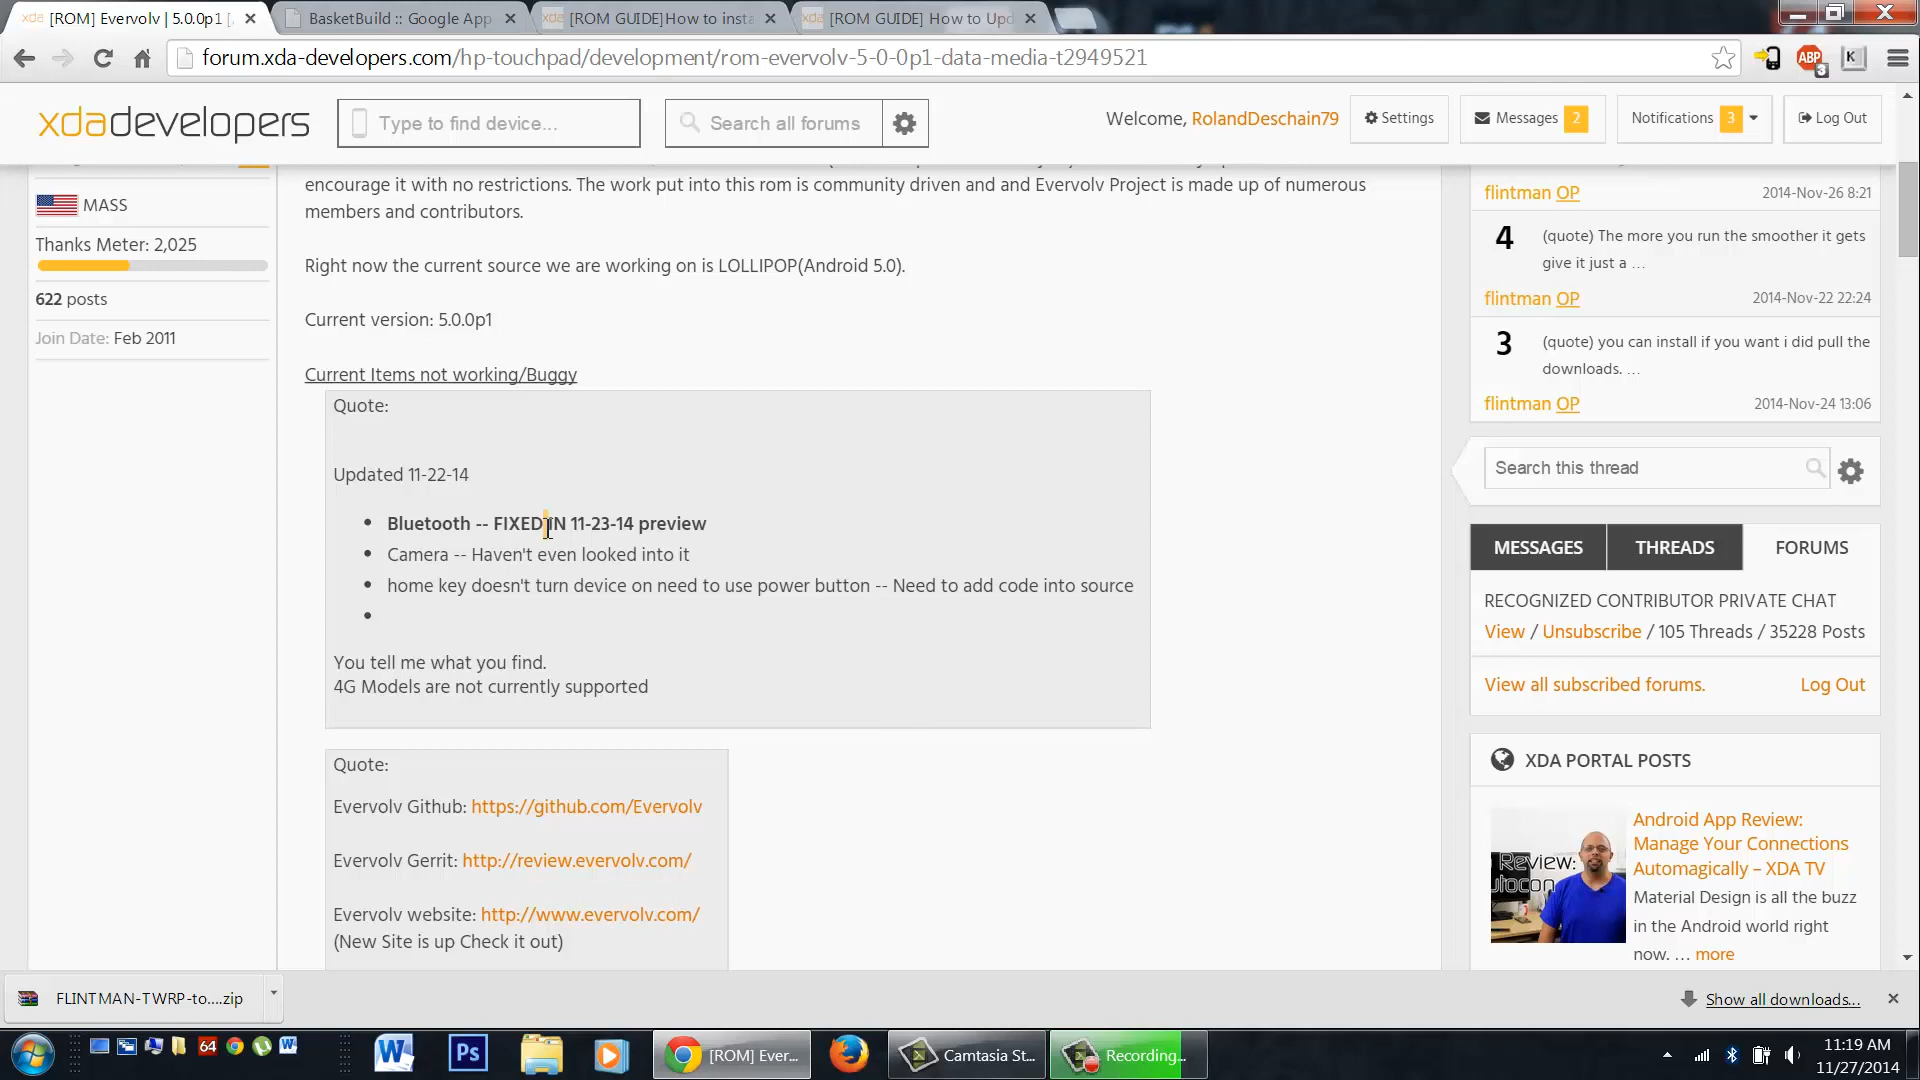 [ROM] Evervolv | 5.0.0p1 [
BasketBuild :: Google App
[ROM GUIDE]How to insta
[ROM GUIDE] How to Upd
forum.xda-developers.com/hp-touchpad/development/rom-evervolv-5-0-0p1-data-media-t2949521
ABP
3
K
xdadevelopers
Type to find device...
Search all forums
Welcome, RolandDeschain79
Settings
Messages 2
Notifications 3
Log Out
MASS
Thanks Meter: 2,025
622 posts
Join Date: Feb 2011
encourage it with no restrictions. The work put into this rom is community driven and and Evervolv Project is made up of numerous
members and contributors.
Right now the current source we are working on is LOLLIPOP(Android 5.0).
Current version: 5.0.0p1
Current Items not working/Buggy
Quote:
Updated 11-22-14
Bluetooth -- FIXED IN 11-23-14 preview
Camera -- Haven't even looked into it
home key doesn't turn device on need to use power button -- Need to add code into source
You tell me what you find.
4G Models are not currently supported
Quote:
Evervolv Github: https://github.com/Evervolv
Evervolv Gerrit: http://review.evervolv.com/
Evervolv website: http://www.evervolv.com/
(New Site is up Check it out)
flintman OP
2014-Nov-26 8:21
4
(quote) The more you run the smoother it gets
give it just a …
flintman OP
2014-Nov-22 22:24
3
(quote) you can install if you want i did pull the
downloads. …
flintman OP
2014-Nov-24 13:06
Search this thread
MESSAGES
THREADS
FORUMS
RECOGNIZED CONTRIBUTOR PRIVATE CHAT
View / Unsubscribe / 105 Threads / 35228 Posts
View all subscribed forums.
Log Out
XDA PORTAL POSTS
Review:
Android App Review:
Manage Your Connections
Automagically – XDA TV
Material Design is all the buzz
in the Android world right
now. … more
FLINTMAN-TWRP-to....zip
Show all downloads...
64
W
Ps
[ROM] Ever...
Camtasia St...
Recording...
11:19 AM
11/27/2014